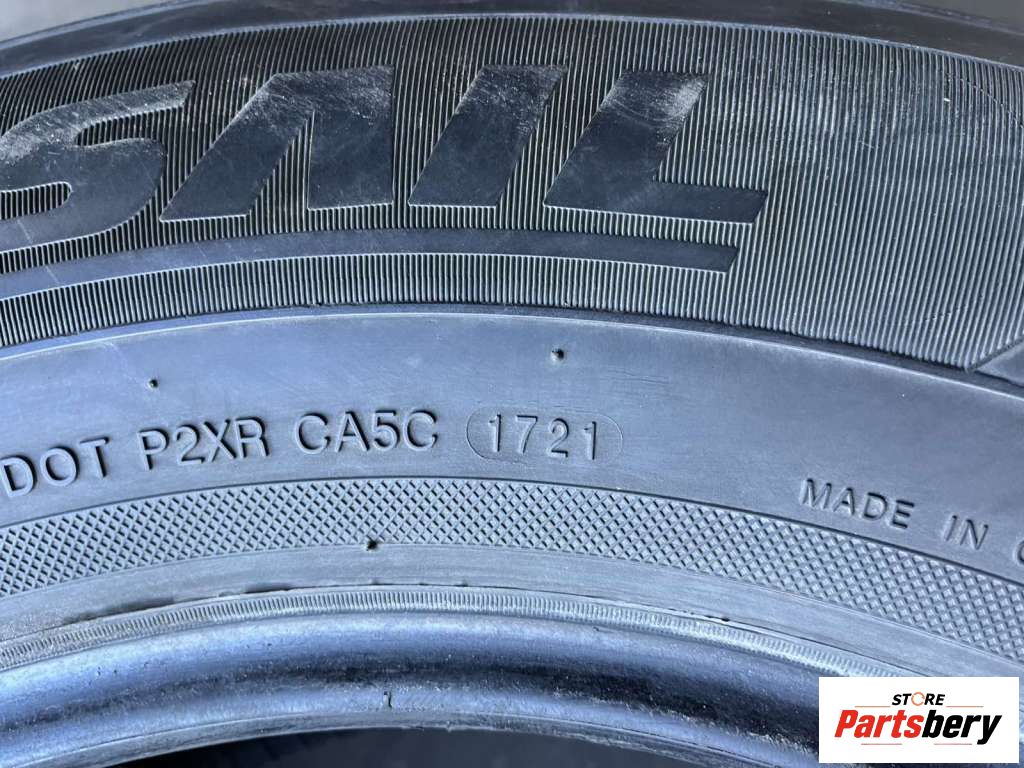 SAIL
DOT P2XR CA5C 1721
MADE IN
STORE
Partsbery